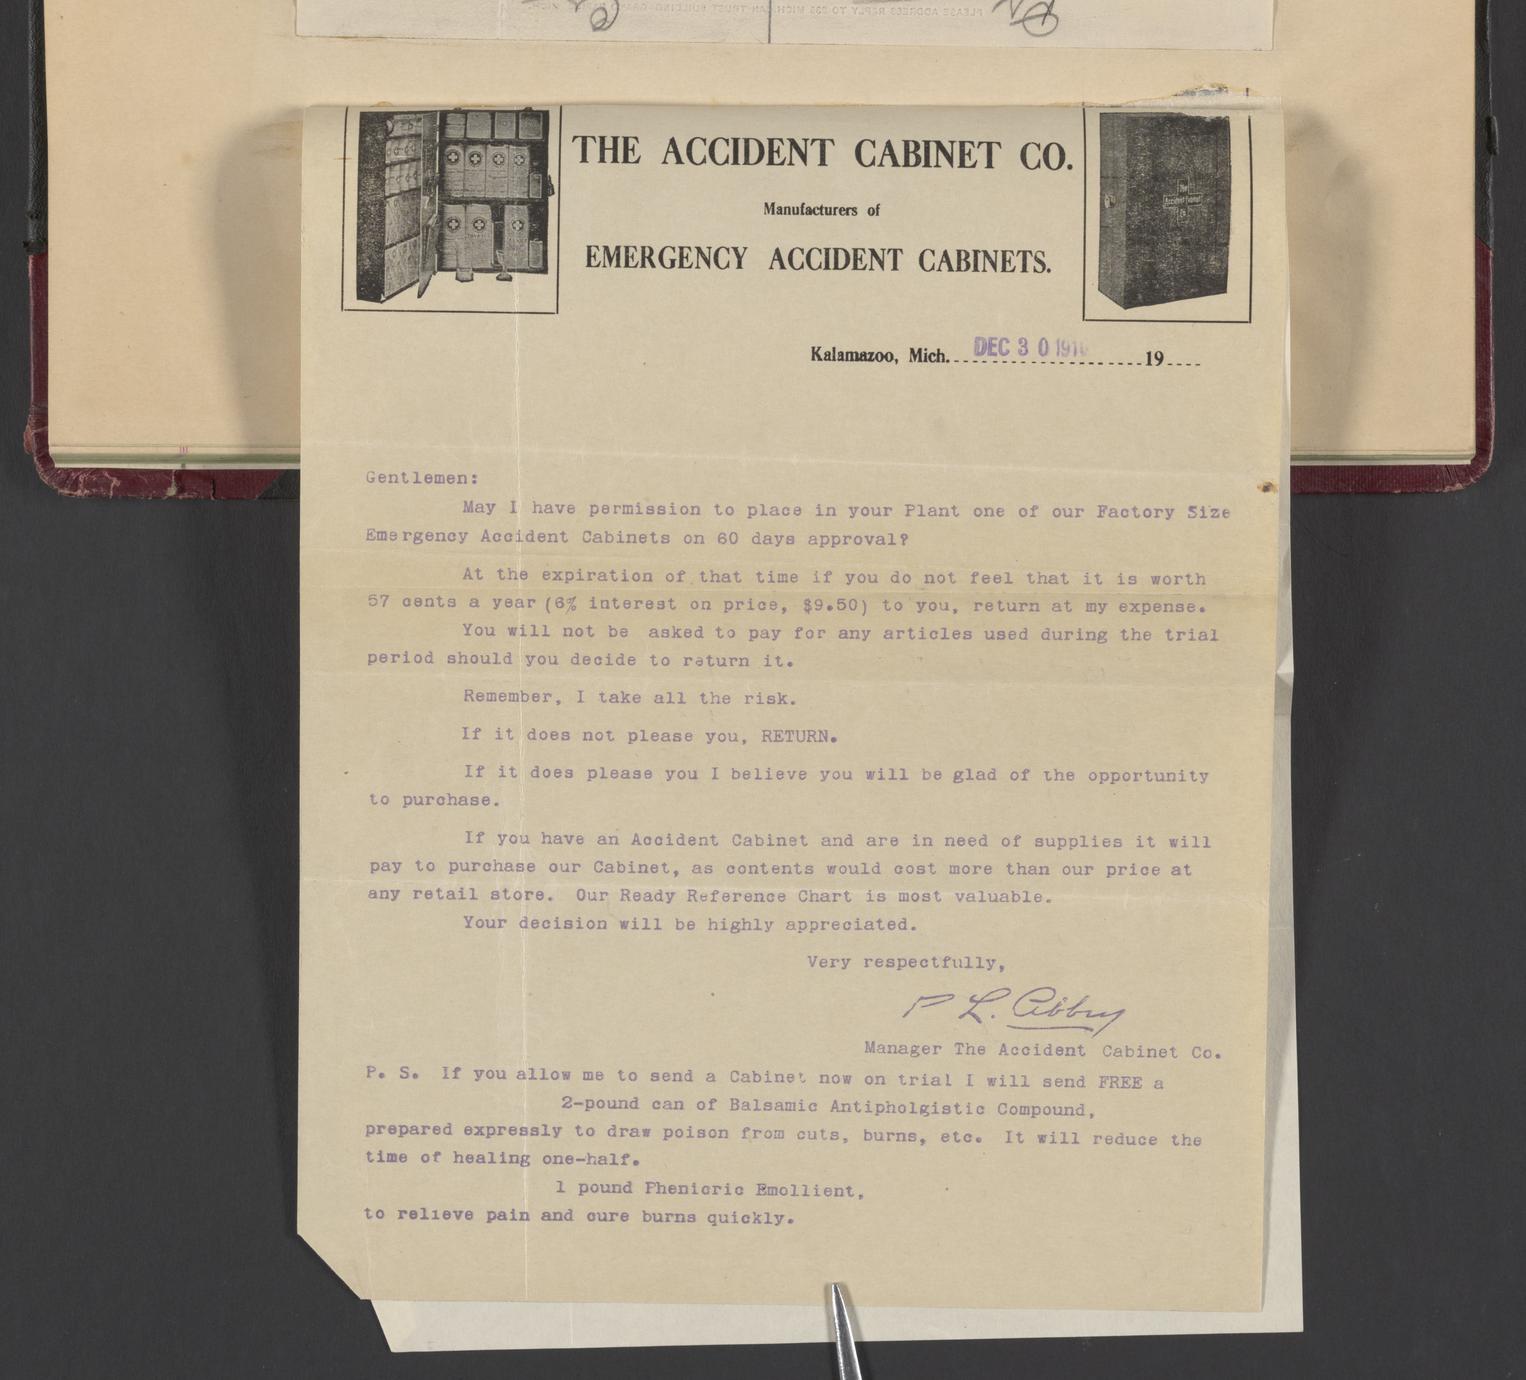 PLEASE ADDRESS REPLY TO
THE ACCIDENT CABINET CO.
Manufacturers of
EMERGENCY ACCIDENT CABINETS.
The
Accident Cabinet
Co
Kalamazoo, Mich. DEC 30 191 19
Gentlemen:
May I have permission to place in your Plant one of our Factory Size
Emergency Accident Cabinets on 60 days approval?
At the expiration of that time if you do not feel that it is worth
57 cents a year (6% interest on price, $9.50) to you, return at my expense.
You will not be asked to pay for any articles used during the trial
period should you decide to return it.
Remember, I take all the risk.
If it does not please you, RETURN.
If it does please you I believe you will be glad of the opportunity
to purchase.
If you have an Accident Cabinet and are in need of supplies it will
pay to purchase our Cabinet, as contents would cost more than our price at
any retail store. Our Ready Reference Chart is most valuable.
Your decision will be highly appreciated.
Very respectfully,
P L. Abbey
Manager The Accident Cabinet Co.
P. S. If you allow me to send a Cabinet now on trial I will send FREE a
2-pound can of Balsamic Antipholgistic Compound,
prepared expressly to draw poison from cuts, burns, etc. It will reduce the
time of healing one-half.
1 pound Phenicric Emollient,
to relieve pain and cure burns quickly.